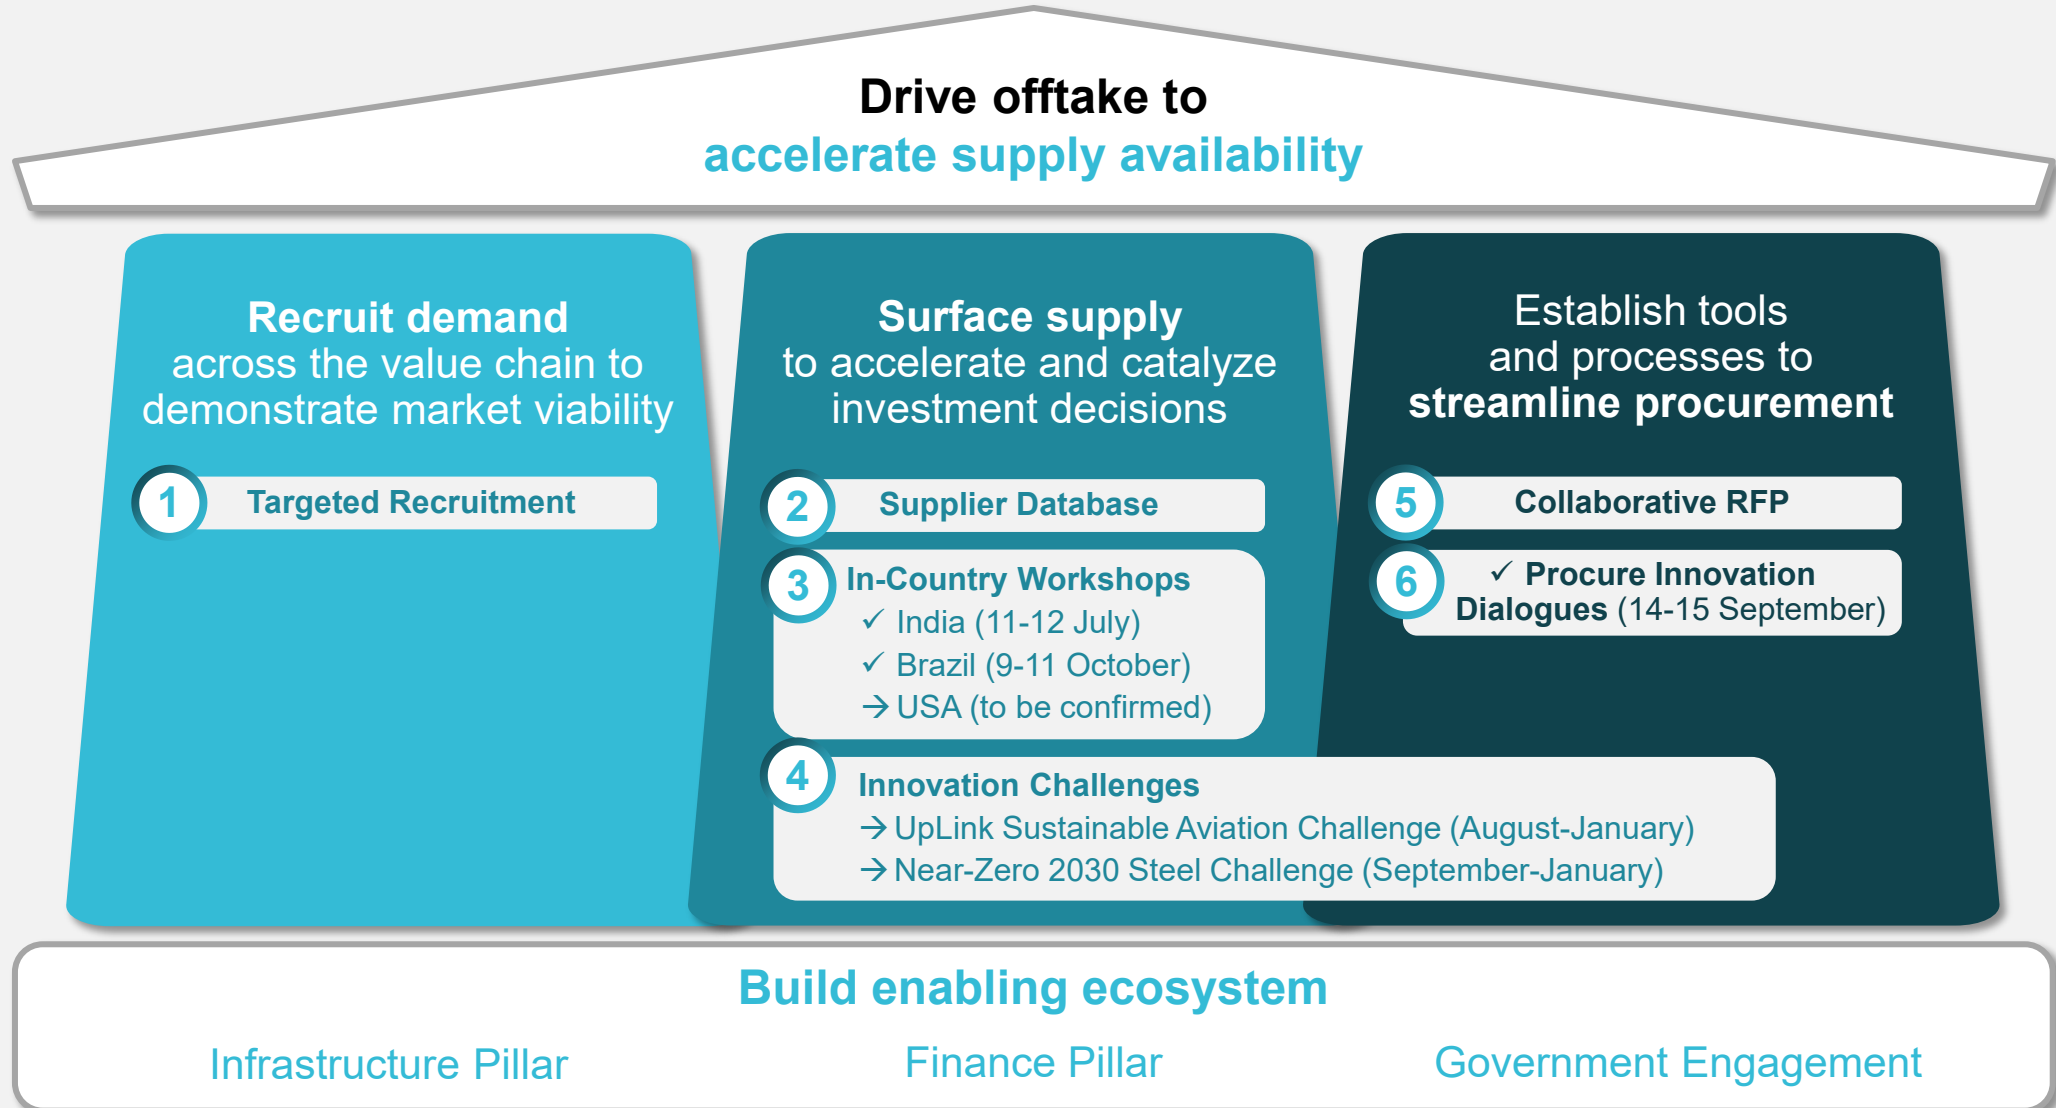 Drive offtake to
accelerate supply availability
Recruit demand
across the value chain to
demonstrate market viability
1 Targeted Recruitment
Surface supply
to accelerate and catalyze
investment decisions
2 Supplier Database
3 In-Country Workshops
✓ India (11-12 July)
✓ Brazil (9-11 October)
→ USA (to be confirmed)
4 Innovation Challenges
→ UpLink Sustainable Aviation Challenge (August-January)
→ Near-Zero 2030 Steel Challenge (September-January)
Establish tools
and processes to
streamline procurement
5 Collaborative RFP
6 ✓ Procure Innovation
Dialogues (14-15 September)
Build enabling ecosystem
Infrastructure Pillar
Finance Pillar
Government Engagement